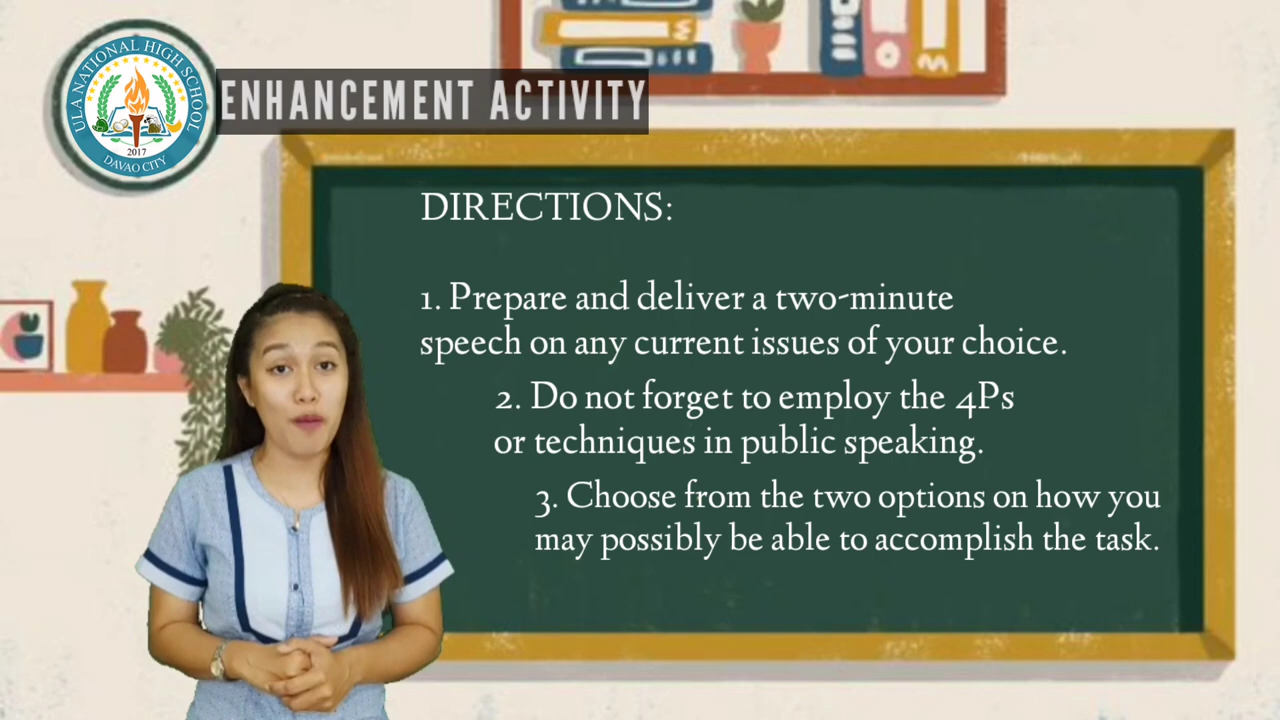 ULA NATIONAL HIGH SCHOOL
2017
DAVAO CITY
ENHANCEMENT ACTIVITY
DIRECTIONS:
1. Prepare and deliver a two-minute
speech on any current issues of your choice.
2. Do not forget to employ the 4Ps
or techniques in public speaking.
3. Choose from the two options on how you
may possibly be able to accomplish the task.